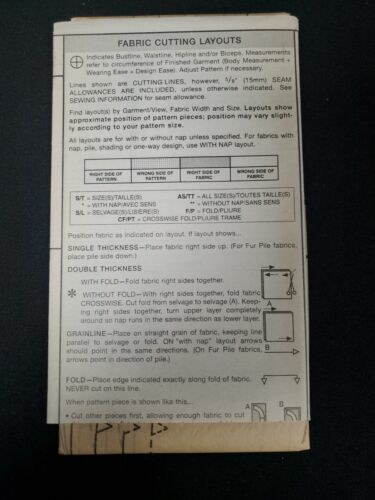 FABRIC CUTTING LAYOUTS
Indicates Bustline, Waistline, Hipline and/or Biceps. Measurements
refer to circumference of Finished Garment (Body Measurement +
Wearing Ease + Design Ease). Adjust Pattern if necessary.
Lines shown are CUTTING LINES, however, 5/8" (15mm) SEAM
ALLOWANCES ARE INCLUDED, unless otherwise indicated. See
SEWING INFORMATION for seam allowance.
Find layout(s) by Garment/View, Fabric Width and Size. Layouts show
approximate position of pattern pieces; position may vary slight-
ly according to your pattern size.
All layouts are for with or without nap unless specified. For fabrics with
nap, pile, shading or one-way design, use WITH NAP layout.
RIGHT SIDE OF PATTERN
WRONG SIDE OF PATTERN
RIGHT SIDE OF FABRIC
WRONG SIDE OF FABRIC
S/T = SIZE(S)/TAILLE(S) AS/TT = ALL SIZE(S)/TOUTES TAILLE(S)
* = WITH NAP/AVEC SENS ** = WITHOUT NAP/SANS SENS
S/L = SELVAGE(S)/LISIERE(S) F/P = FOLD/PLIURE
CF/PT = CROSSWISE FOLD/PLIURE TRAME
Position fabric as indicated on layout. If layout shows...
SINGLE THICKNESS—Place fabric right side up. (For Fur Pile fabrics,
place pile side down.)
DOUBLE THICKNESS
WITH FOLD—Fold fabric right sides together.
* WITHOUT FOLD—With right sides together, fold fabric
CROSSWISE. Cut fold from selvage to selvage (A). Keep-
ing right sides together, turn upper layer completely
around so nap runs in the same direction as lower layer.
A
GRAINLINE—Place on straight grain of fabric, keeping line
parallel to selvage or fold. ON "with nap" layout arrows
should point in the same directions. (On Fur Pile fabrics,
arrows point in direction of pile.)
B
FOLD—Place edge indicated exactly along fold of fabric.
NEVER cut on this line.
When pattern piece is shown like this...
• Cut other pieces first, allowing enough fabric to cut
A B